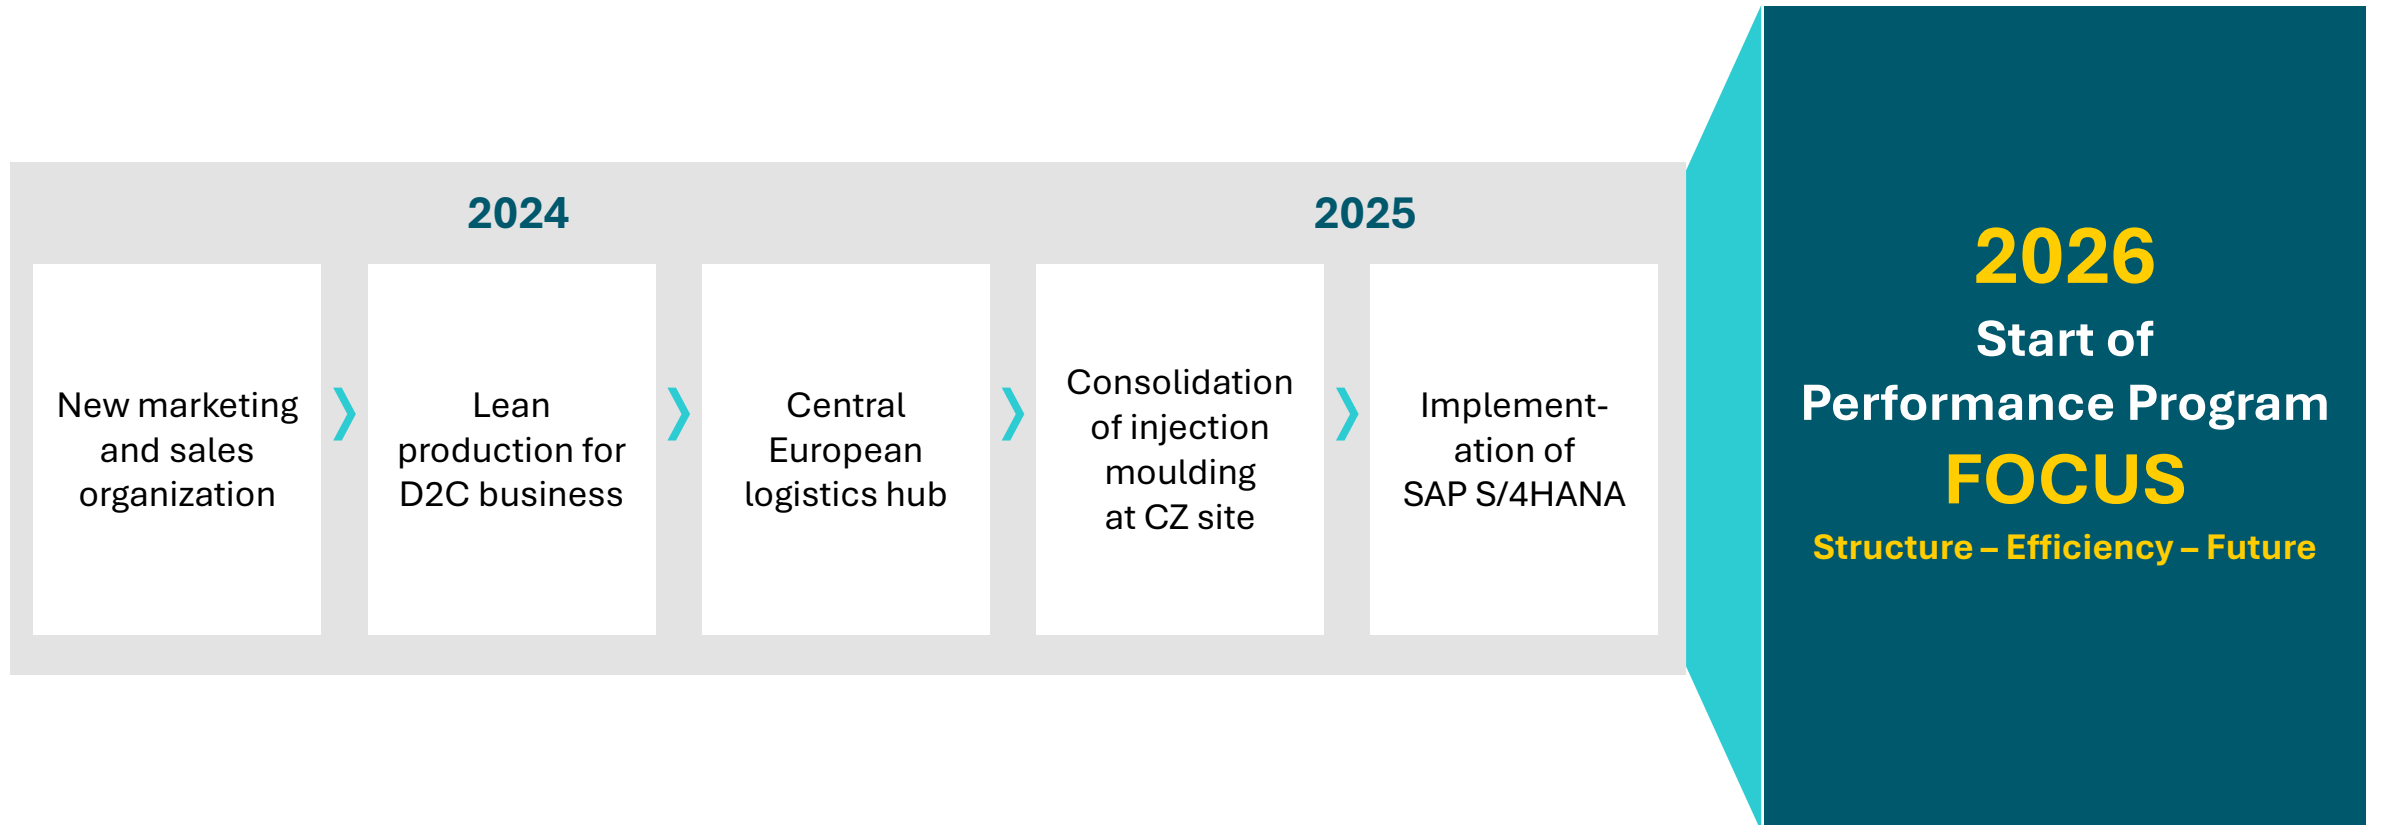 2024
New marketing
and sales
organization
Lean
production for
D2C business
Central
European
logistics hub
2025
Consolidation
of injection
moulding
at CZ site
Implement-
ation of
SAP S/4HANA
2026
Start of
Performance Program
FOCUS
Structure – Efficiency – Future